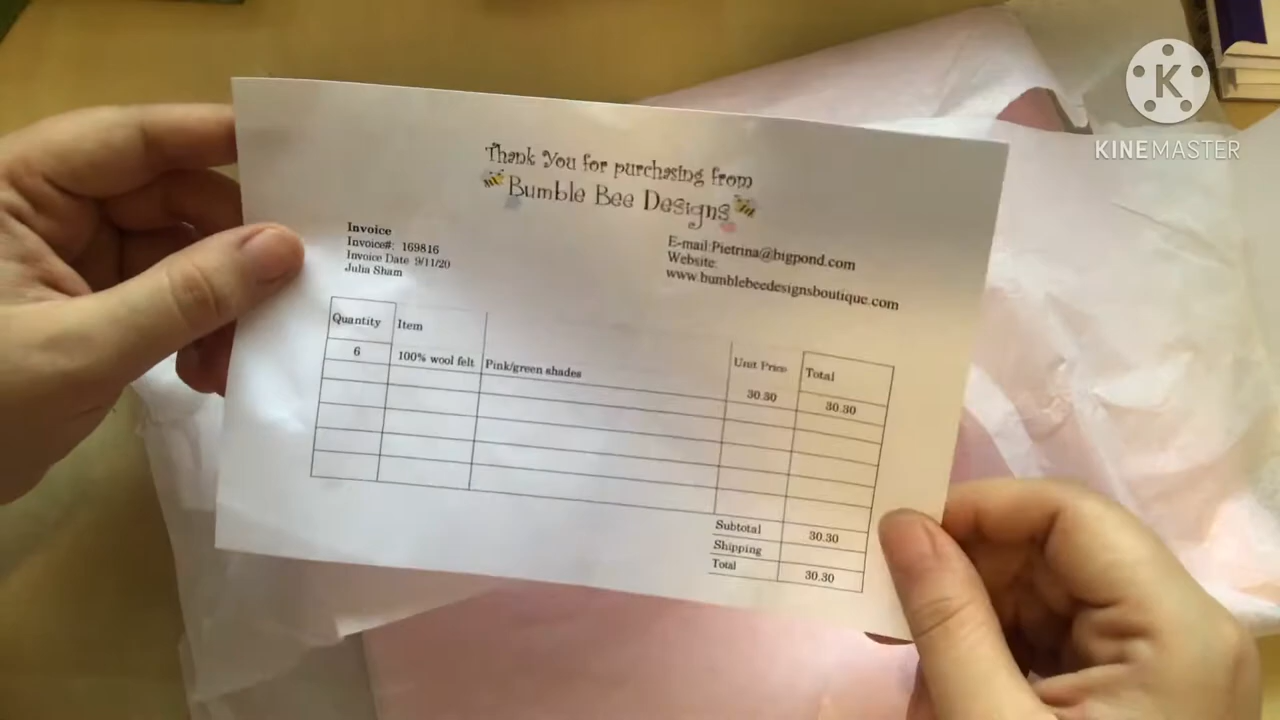 KINEMASTER
Thank You for purchasing from
Bumble Bee Designs
Invoice
Invoice#: 169816
Invoice Date 9/11/20
Julia Sham
E-mail:Pietrina@bigpond.com
Website:
www.bumblebeedesignsboutique.com
Quantity Item Unit Price Total
6 100% wool felt Pink/green shades 30.30 30.30
Subtotal 30.30
Shipping
Total 30.30